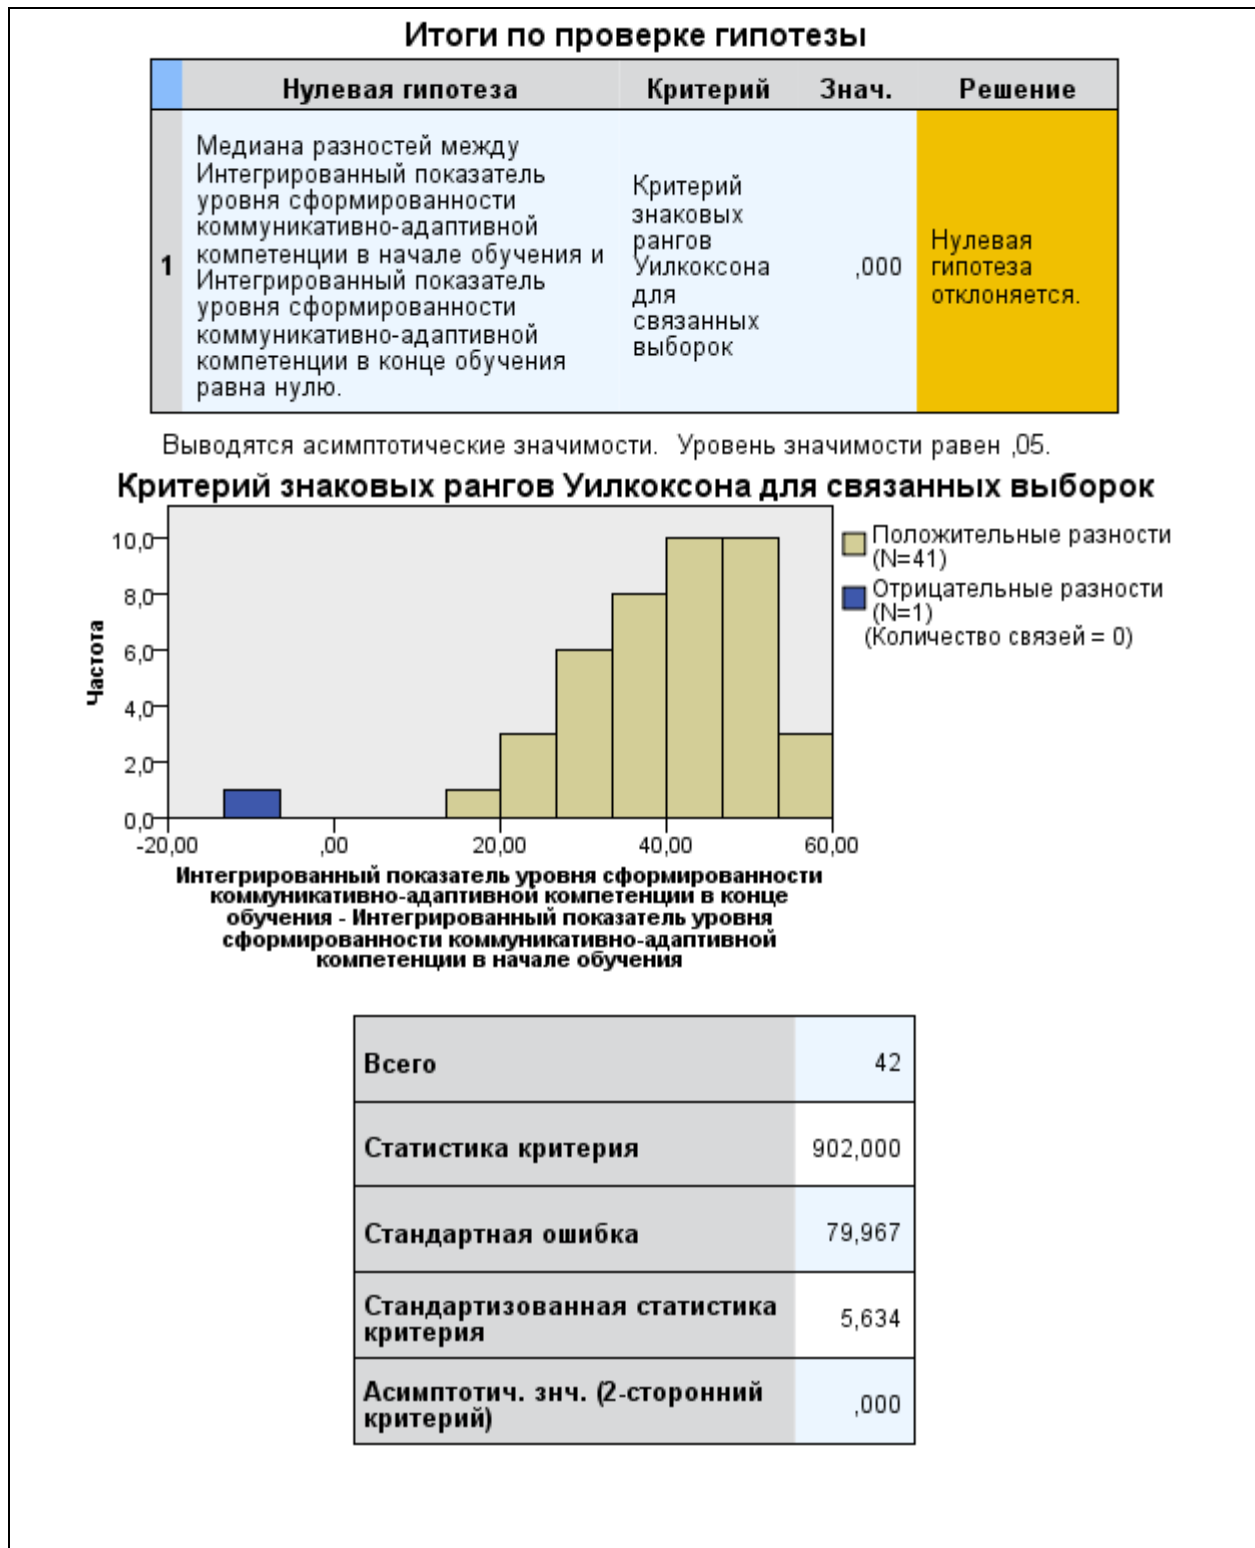 Итоги по проверке гипотезы
Нулевая гипотеза Критерий Знач. Решение
1
Медиана разностей между
Интегрированный показатель
уровня сформированности
коммуникативно-адаптивной
компетенции в начале обучения и
Интегрированный показатель
уровня сформированности
коммуникативно-адаптивной
компетенции в конце обучения
равна нулю.
Критерий
знаковых
рангов
Уилкоксона
для
связанных
выборок
,000
Нулевая
гипотеза
отклоняется.
Выводятся асимптотические значимости. Уровень значимости равен ,05.
Критерий знаковых рангов Уилкоксона для связанных выборок
Частота
10,0
8,0
6,0
4,0
2,0
0,0
-20,00 ,00 20,00 40,00 60,00
Положительные разности
(N=41)
Отрицательные разности
(N=1)
(Количество связей = 0)
Интегрированный показатель уровня сформированности
коммуникативно-адаптивной компетенции в конце
обучения - Интегрированный показатель уровня
сформированности коммуникативно-адаптивной
компетенции в начале обучения
Всего 42
Статистика критерия 902,000
Стандартная ошибка 79,967
Стандартизованная статистика
критерия 5,634
Асимптотич. знч. (2-сторонний
критерий) ,000